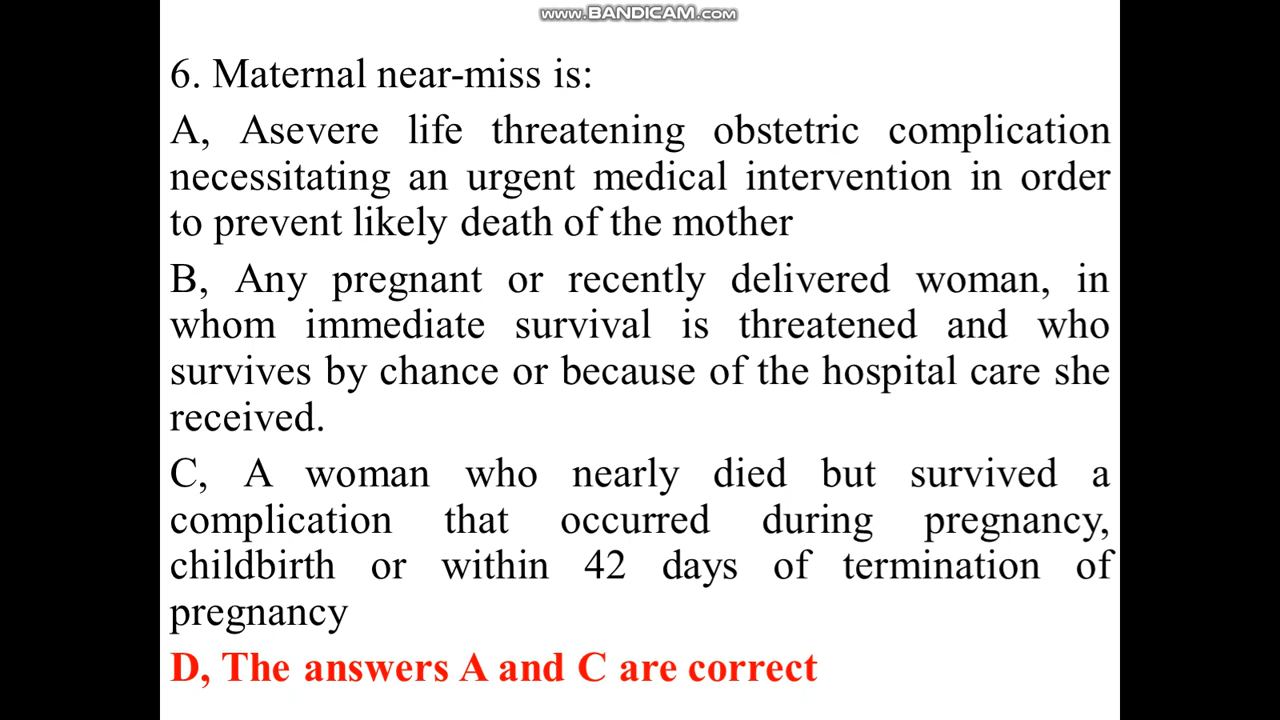 www.BANDICAM.com
6. Maternal near-miss is:
A, Asevere life threatening obstetric complication
necessitating an urgent medical intervention in order
to prevent likely death of the mother
B, Any pregnant or recently delivered woman, in
whom immediate survival is threatened and who
survives by chance or because of the hospital care she
received.
C, A woman who nearly died but survived a
complication that occurred during pregnancy,
childbirth or within 42 days of termination of
pregnancy
D, The answers A and C are correct